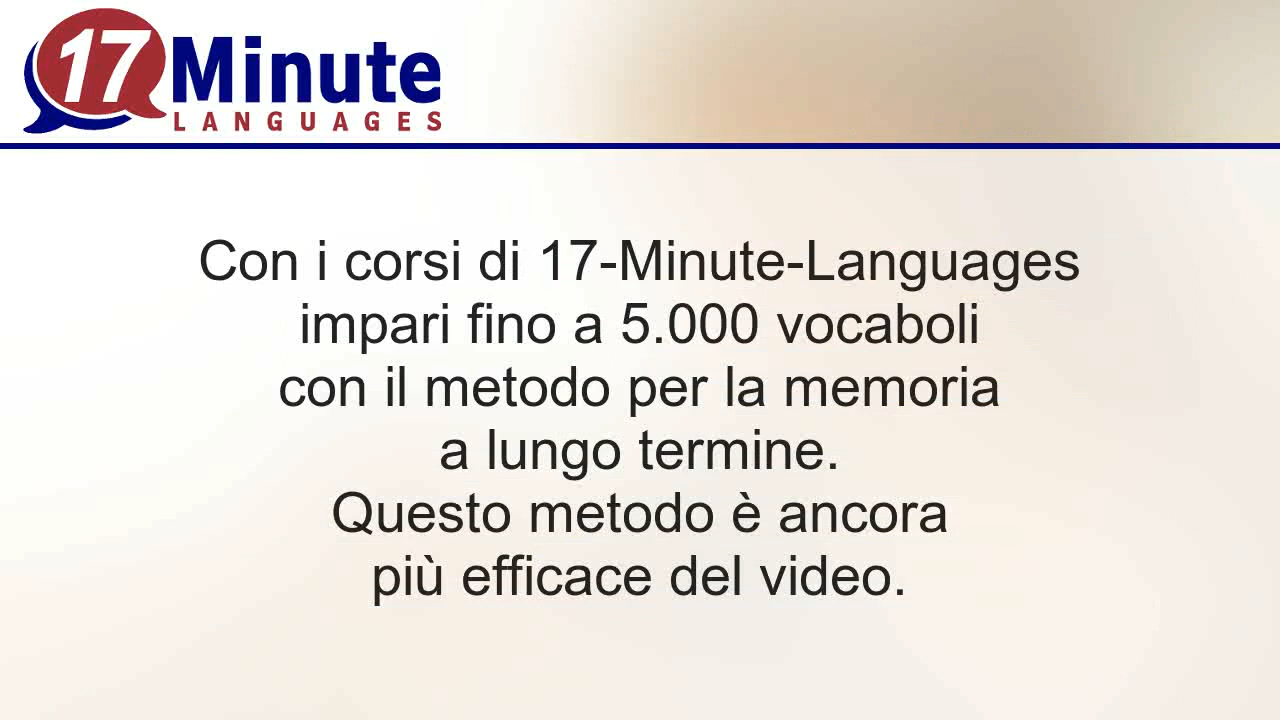 17 Minute
LANGUAGES
Con i corsi di 17-Minute-Languages
impari fino a 5.000 vocaboli
con il metodo per la memoria
a lungo termine.
Questo metodo è ancora
più efficace del video.